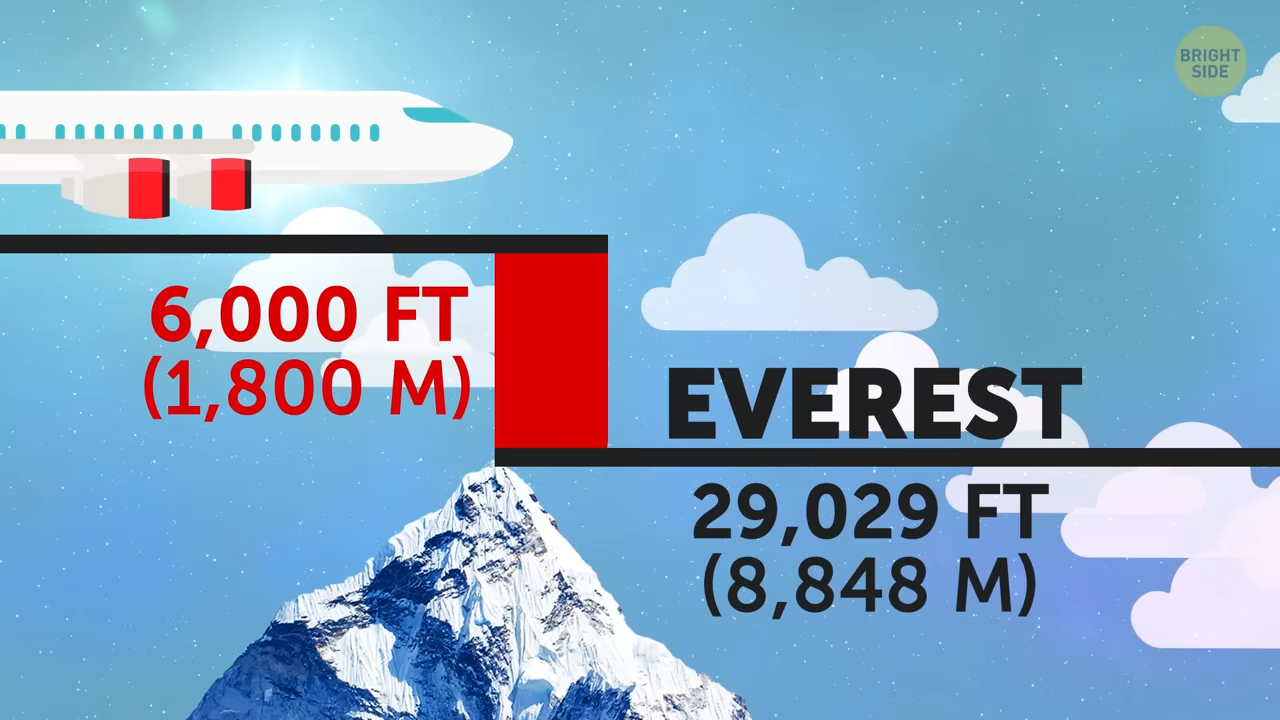 BRIGHT
SIDE
6,000 FT
(1,800 M)
EVEREST
29,029 FT
(8,848 M)